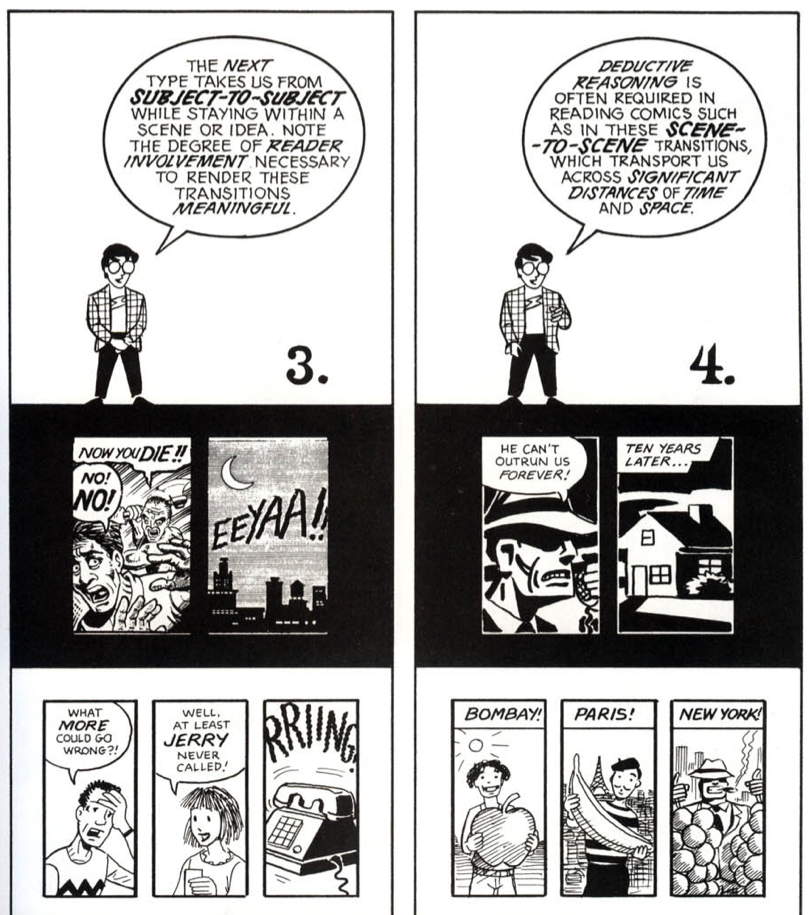 THE NEXT
TYPE TAKES US FROM
SUBJECT-TO-SUBJECT
WHILE STAYING WITHIN A
SCENE OR IDEA. NOTE
THE DEGREE OF READER
INVOLVEMENT NECESSARY
TO RENDER THESE
TRANSITIONS
MEANINGFUL.
3.
NOW YOU DIE!!
NO!
NO!
EEYAA!!
WHAT
MORE
COULD GO
WRONG?!
WELL,
AT LEAST
JERRY
NEVER
CALLED!
RRIING!
DEDUCTIVE
REASONING IS
OFTEN REQUIRED IN
READING COMICS SUCH
AS IN THESE SCENE-
-TO-SCENE TRANSITIONS,
WHICH TRANSPORT US
ACROSS SIGNIFICANT
DISTANCES OF TIME
AND SPACE.
4.
HE CAN'T
OUTRUN US
FOREVER!
TEN YEARS
LATER...
BOMBAY!
PARIS!
NEW YORK!